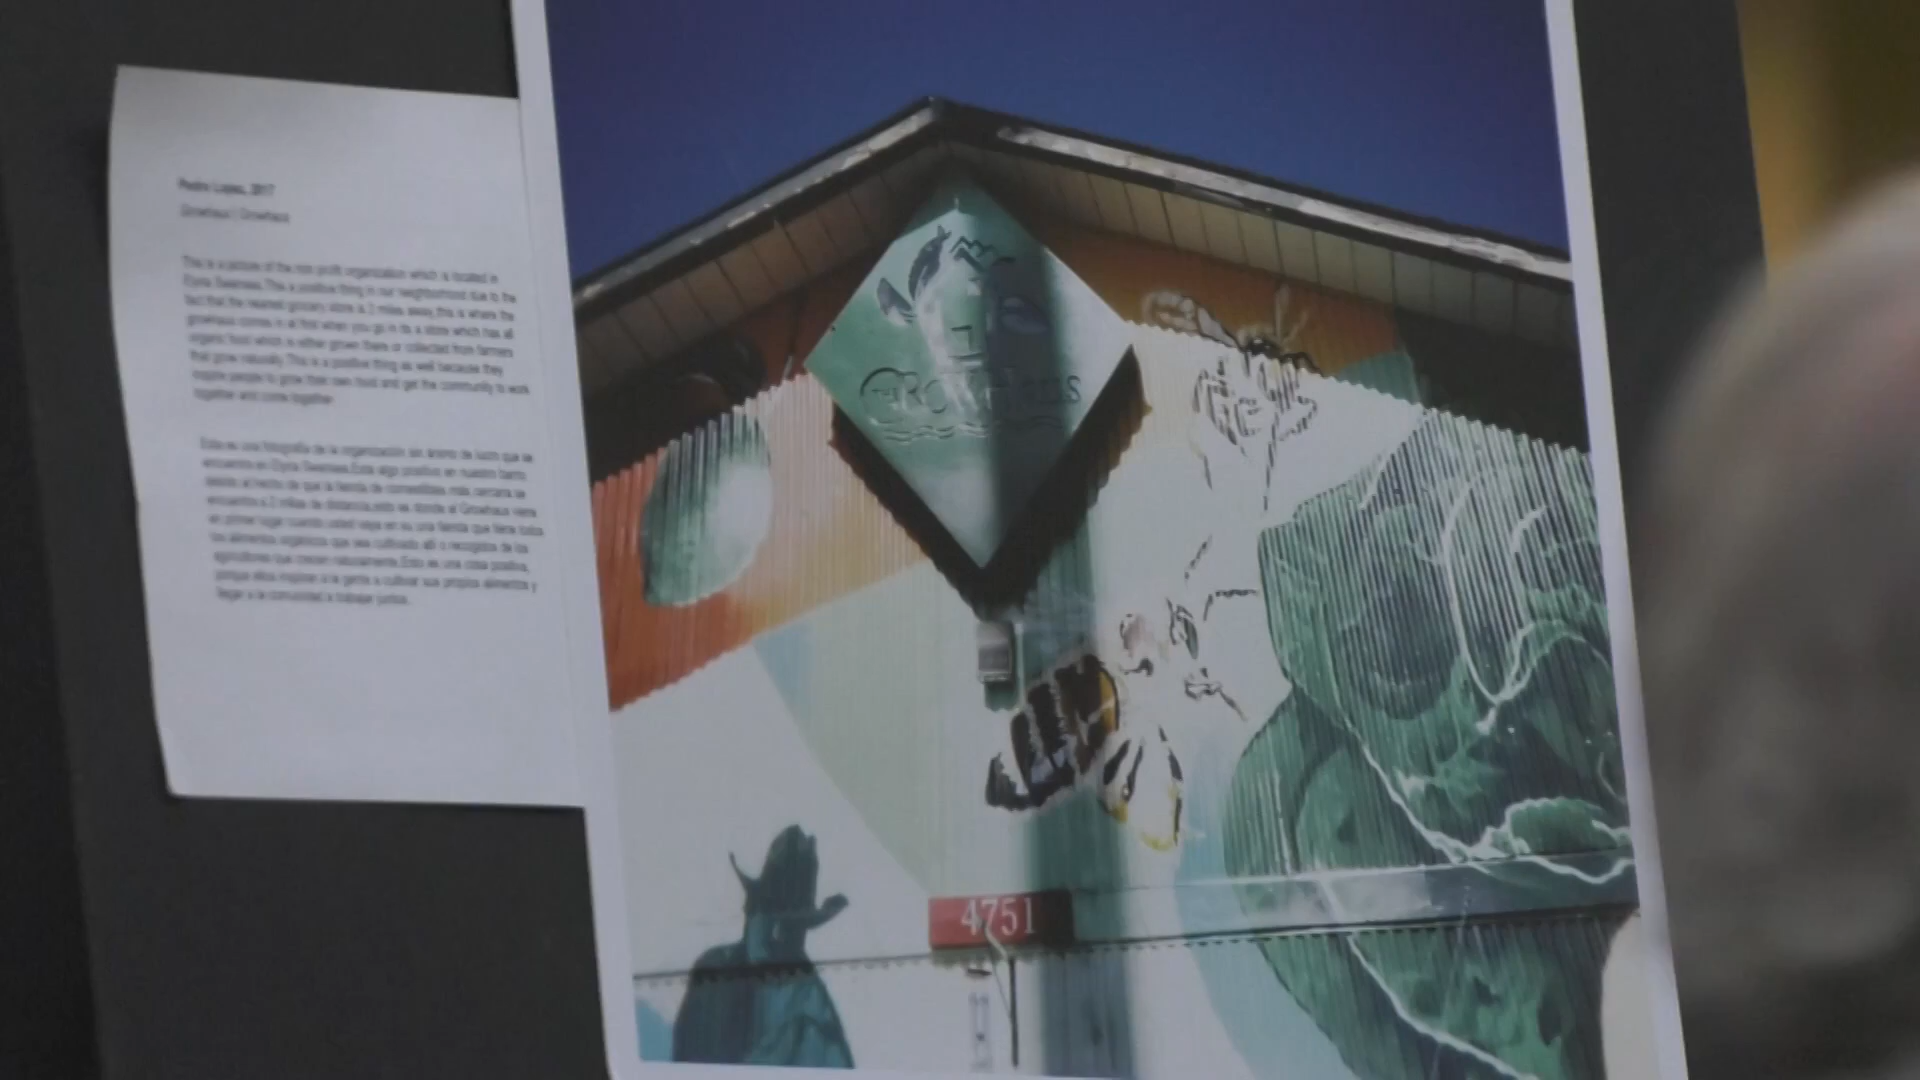 Pedro Lopez, 2017
Growhaus | Growhaus
This is a picture of the non profit organization which is located in
Elyria Swansea.This a positive thing in our neighborhood due to the
fact that the nearest grocery store is 2 miles away,this is where the
growhaus comes in at first when you go in its a store which has all
organic food which is either grown there or collected from farmers
that grow naturally.This is a positive thing as well because they
inspire people to grow their own food and get the community to work
together and come together
Esta es una fotografía de la organización sin ánimo de lucro que se
encuentra en Elyria Swansea.Esta algo positivo en nuestro barrio
debido al hecho de que la tienda de comestibles más cercana se
encuentra a 2 millas de distancia,esto es donde el Growhaus viene
en primer lugar cuando usted vaya en su una tienda que tiene todos
los alimentos orgánicos que sea cultivado allí o recogidos de los
agricultores que crecen naturalmente.Esto es una cosa positiva,
porque ellos inspiran a la gente a cultivar sus propios alimentos y
llegar a la comunidad a trabajar juntos.
THE GROWHAUS
4751